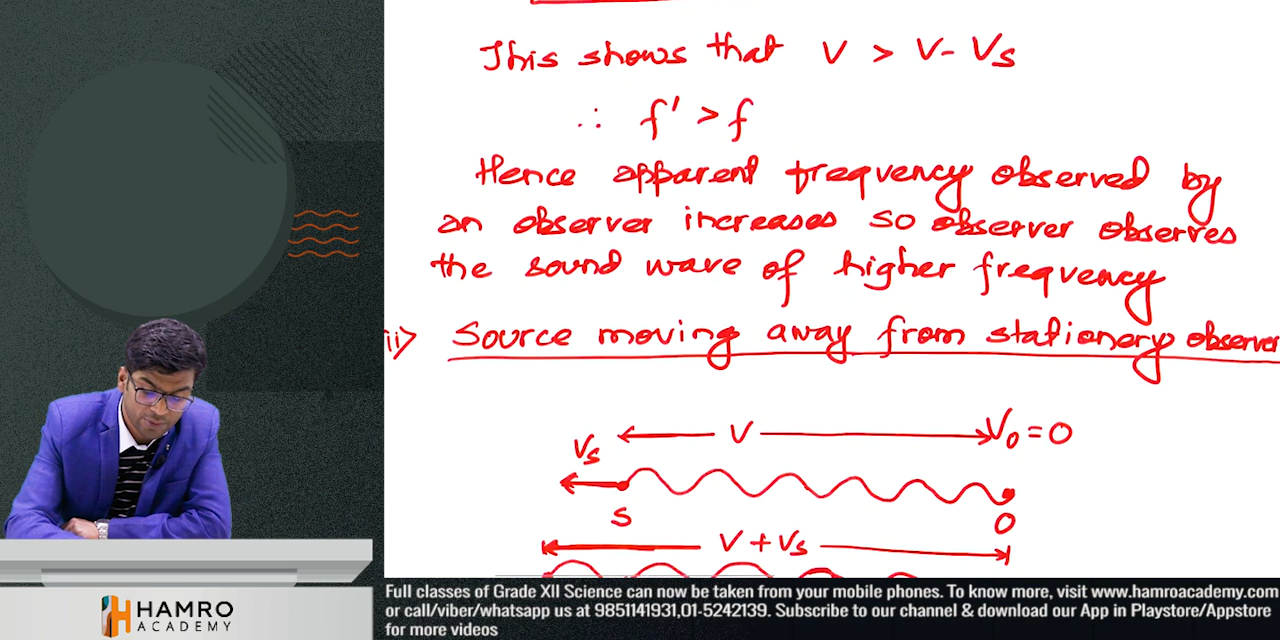 This shows that V > V - Vs
∴ f' > f
Hence apparent frequency observed by
an observer increases so observer observes
the sound wave of higher frequency
ii) Source moving away from stationery observer
Vs V Vo = 0
S O
V + Vs
HAMRO
ACADEMY
Full classes of Grade XII Science can now be taken from your mobile phones. To know more, visit www.hamroacademy.com
or call/viber/whatsapp us at 9851141931,01-5242139. Subscribe to our channel & download our App in Playstore/Appstore
for more videos